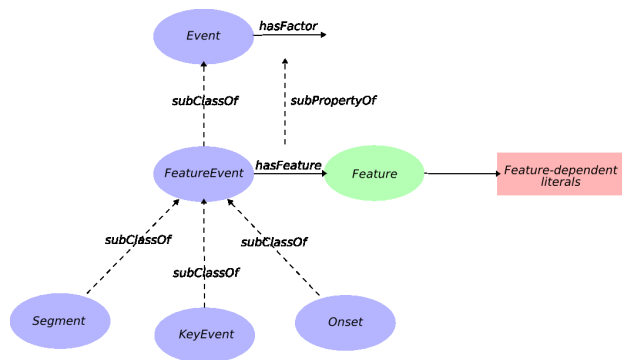 hasFactor
Event
subClassOf
subPropertyOf
hasFeature
FeatureEvent
Feature
Feature-dependent
literals
subClassOf
subClassOf
subClassOf
Segment
KeyEvent
Onset